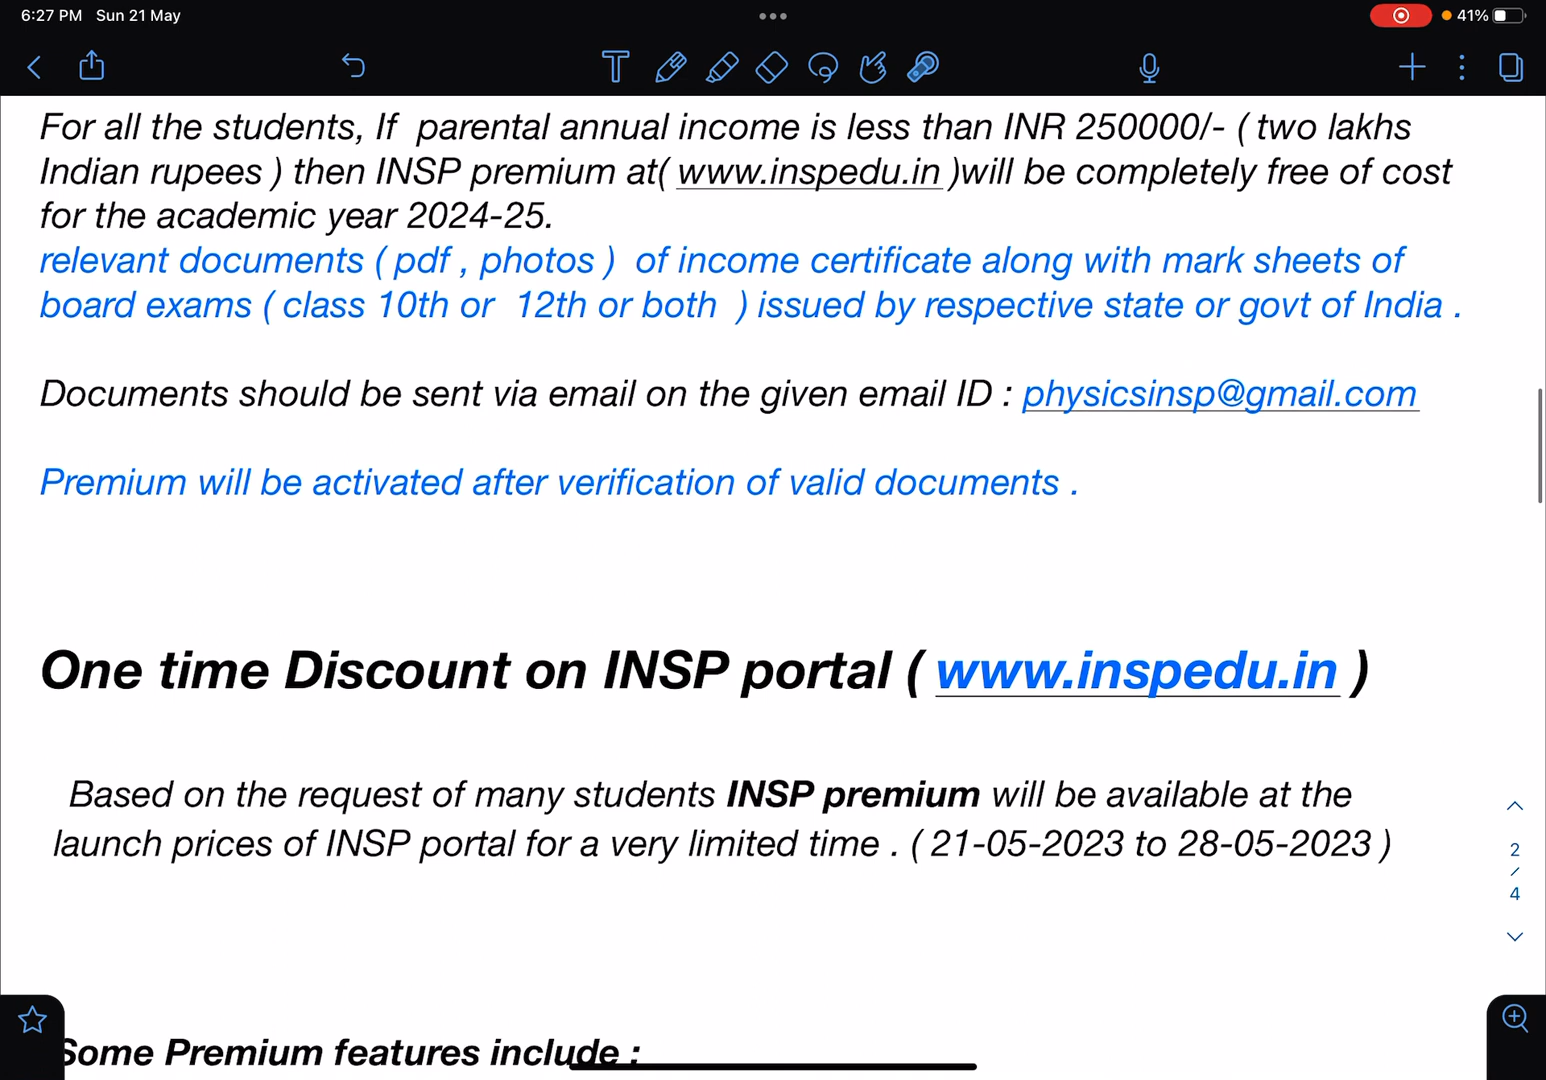 6:27 PM Sun 21 May
41%
For all the students, If parental annual income is less than INR 250000/- ( two lakhs
Indian rupees ) then INSP premium at( www.inspedu.in )will be completely free of cost
for the academic year 2024-25.
relevant documents ( pdf , photos ) of income certificate along with mark sheets of
board exams ( class 10th or 12th or both ) issued by respective state or govt of India .
Documents should be sent via email on the given email ID : physicsinsp@gmail.com
Premium will be activated after verification of valid documents .
One time Discount on INSP portal ( www.inspedu.in )
Based on the request of many students INSP premium will be available at the
launch prices of INSP portal for a very limited time . ( 21-05-2023 to 28-05-2023 )
2
/
4
Some Premium features include :